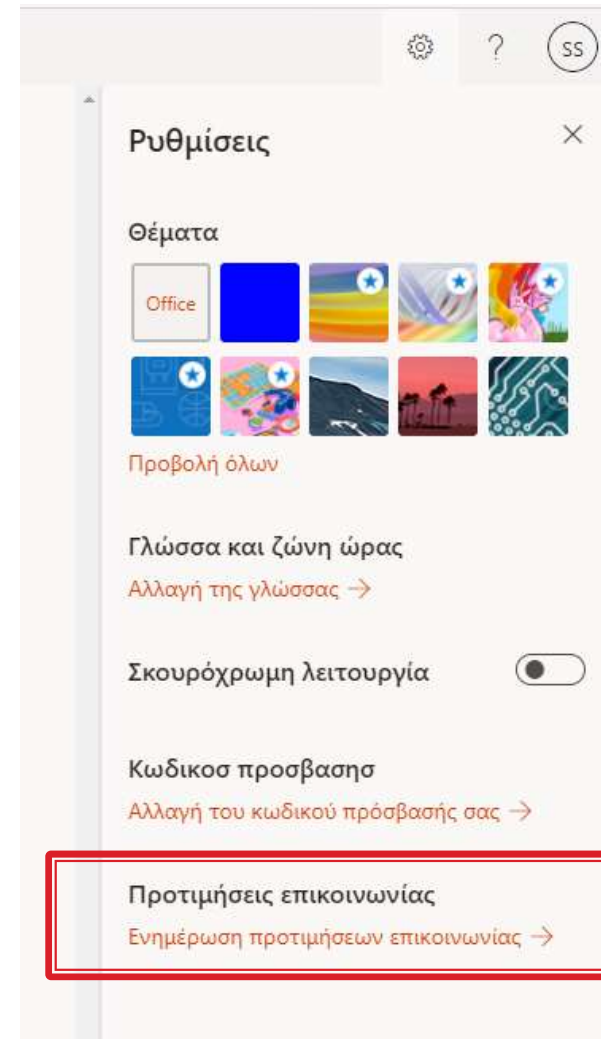 ? SS
Ρυθμίσεις
Θέματα
Office
Προβολή όλων
Γλώσσα και ζώνη ώρας
Αλλαγή της γλώσσας →
Σκουρόχρωμη λειτουργία
Κωδικοσ προσβασησ
Αλλαγή του κωδικού πρόσβασής σας →
Προτιμήσεις επικοινωνίας
Ενημέρωση προτιμήσεων επικοινωνίας →